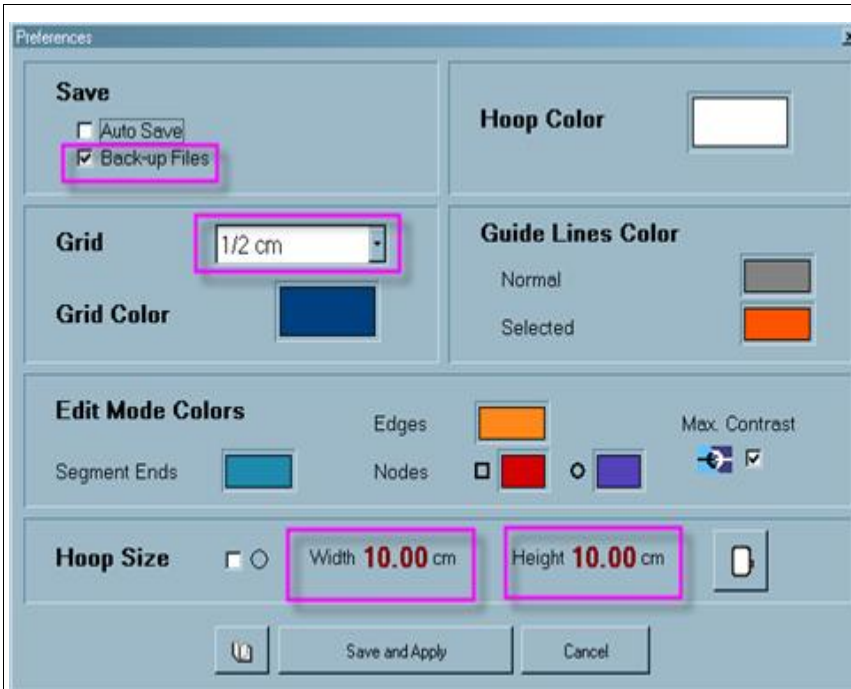 Preferences
Save
Auto Save
Back-up Files
Hoop Color
Grid
1/2 cm
Grid Color
Guide Lines Color
Normal
Selected
Edit Mode Colors
Edges
Max. Contrast
Segment Ends
Nodes
Hoop Size
Width 10.00 cm
Height 10.00 cm
Save and Apply
Cancel